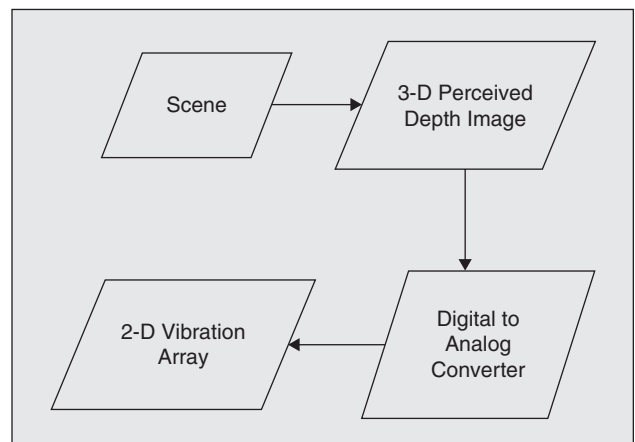 Scene
3-D Perceived
Depth Image
Digital to
Analog
Converter
2-D Vibration
Array